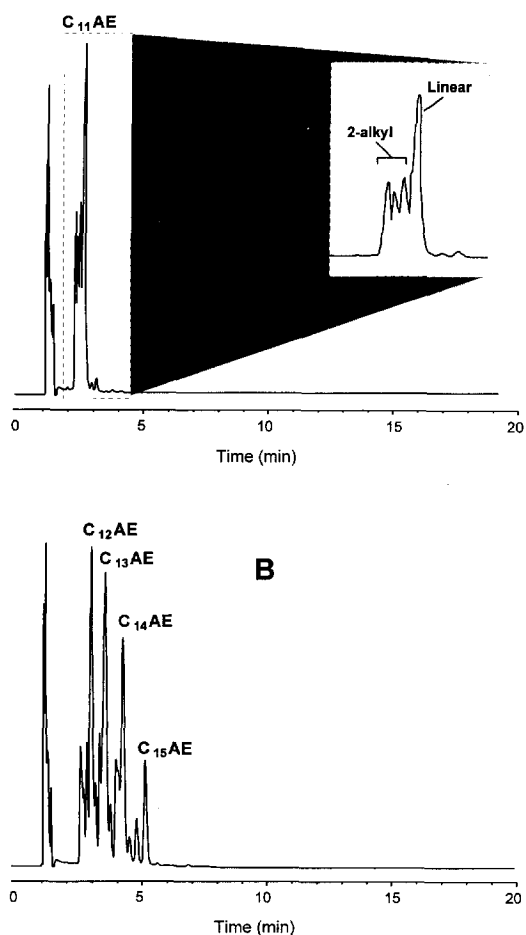 C11AE
Linear
2-alkyl
0 5 10 15 20
Time (min)
C12AE
C13AE
B
C14AE
C15AE
0 5 10 15 20
Time (min)